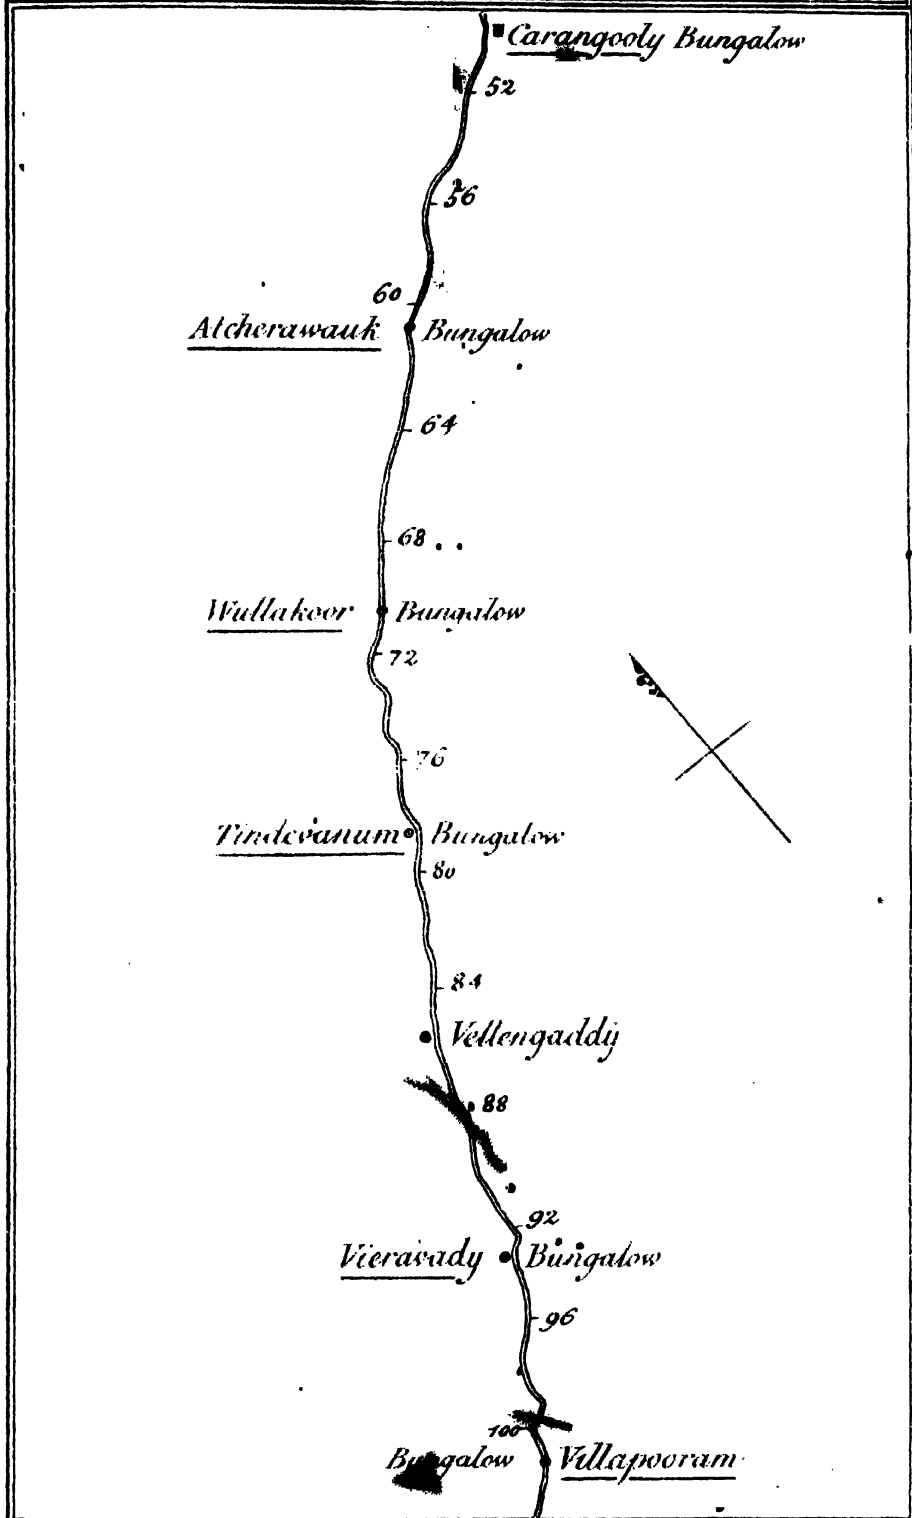 Carangooly Bungalow
52
56
60
Atcherawauk Bungalow
64
68
Wullakoor Bungalow
72
76
Tindevanum Bungalow
80
84
Vellengaddy
88
92
Vieravady Bungalow
96
100
Bungalow Villapooram